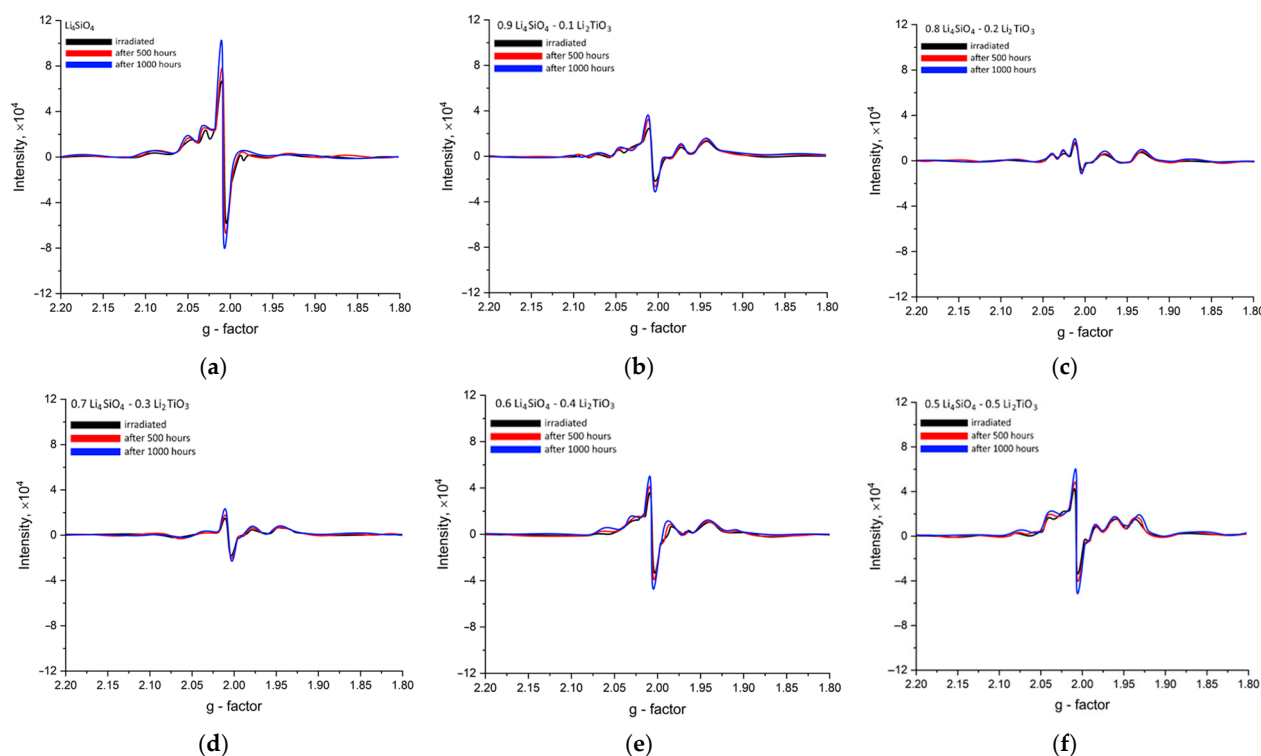 Li₄SiO₄
irradiated
after 500 hours
after 1000 hours
Intensity, ×10⁴
12
8
4
0
−4
−8
−12
2.20 2.15 2.10 2.05 2.00 1.95 1.90 1.85 1.80
g - factor
(a)
0.9 Li₄SiO₄ - 0.1 Li₂TiO₃
irradiated
after 500 hours
after 1000 hours
Intensity, ×10⁴
12
8
4
0
−4
−8
−12
2.20 2.15 2.10 2.05 2.00 1.95 1.90 1.85 1.80
g - factor
(b)
0.8 Li₄SiO₄ - 0.2 Li₂TiO₃
irradiated
after 500 hours
after 1000 hours
Intensity, ×10⁴
12
8
4
0
−4
−8
−12
2.20 2.15 2.10 2.05 2.00 1.95 1.90 1.85 1.80
g - factor
(c)
0.7 Li₄SiO₄ - 0.3 Li₂TiO₃
irradiated
after 500 hours
after 1000 hours
Intensity, ×10⁴
12
8
4
0
−4
−8
−12
2.20 2.15 2.10 2.05 2.00 1.95 1.90 1.85 1.80
g - factor
(d)
0.6 Li₄SiO₄ - 0.4 Li₂TiO₃
irradiated
after 500 hours
after 1000 hours
Intensity, ×10⁴
12
8
4
0
−4
−8
−12
2.20 2.15 2.10 2.05 2.00 1.95 1.90 1.85 1.80
g - factor
(e)
0.5 Li₄SiO₄ - 0.5 Li₂TiO₃
irradiated
after 500 hours
after 1000 hours
Intensity, ×10⁴
12
8
4
0
−4
−8
−12
2.20 2.15 2.10 2.05 2.00 1.95 1.90 1.85 1.80
g - factor
(f)